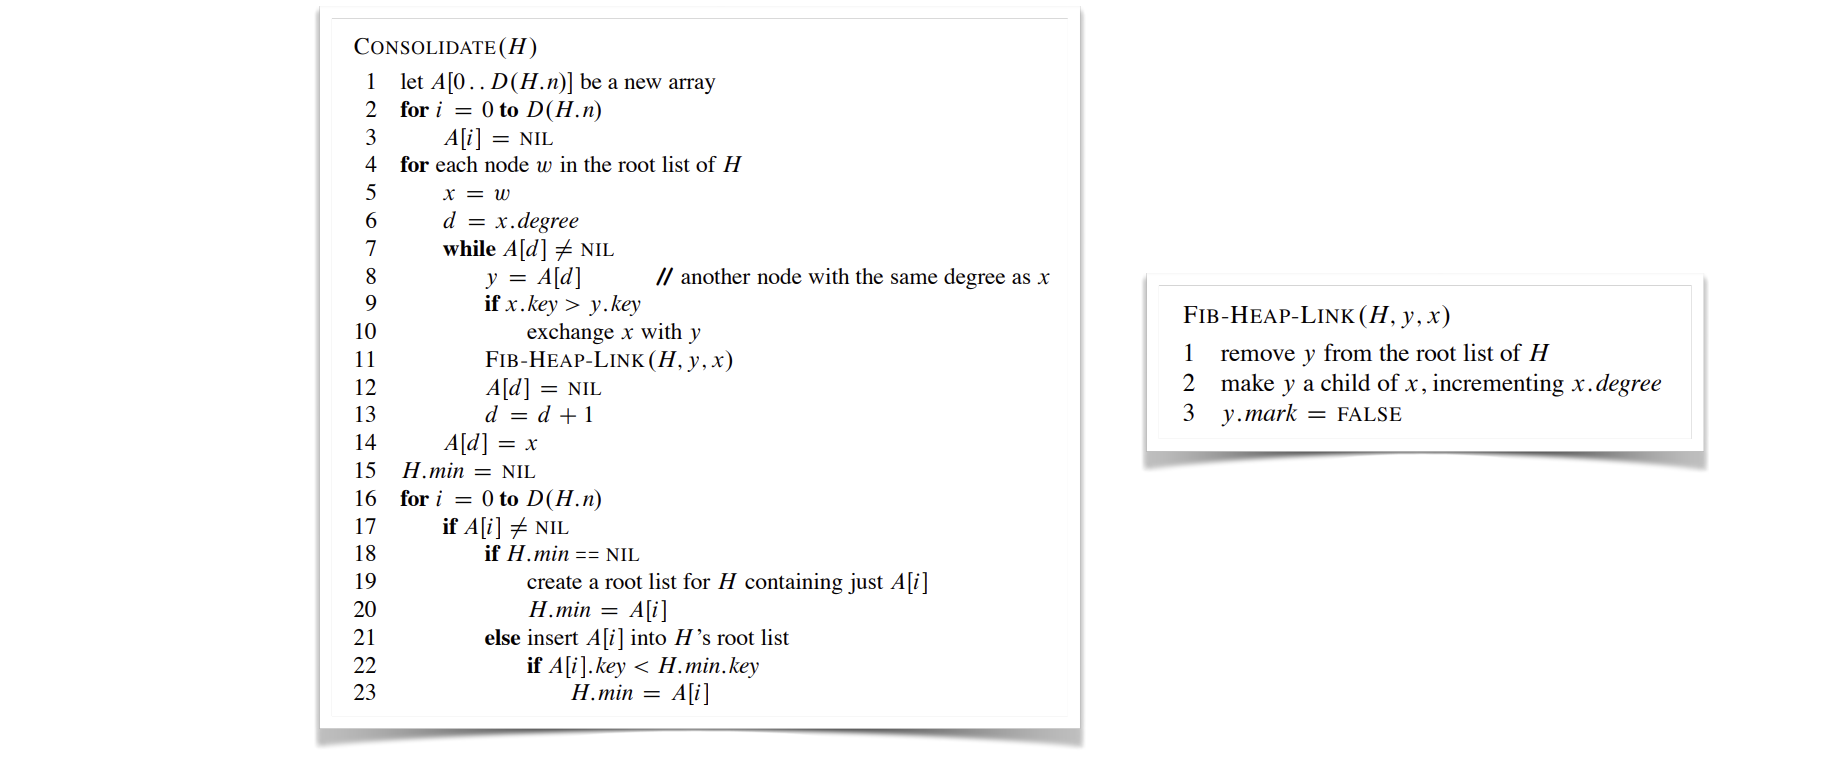 CONSOLIDATE(H)
1 let A[0 . . D(H.n)] be a new array
2 for i = 0 to D(H.n)
3 A[i] = NIL
4 for each node w in the root list of H
5 x = w
6 d = x.degree
7 while A[d] ≠ NIL
8 y = A[d] // another node with the same degree as x
9 if x.key > y.key
10 exchange x with y
11 FIB-HEAP-LINK(H, y, x)
12 A[d] = NIL
13 d = d + 1
14 A[d] = x
15 H.min = NIL
16 for i = 0 to D(H.n)
17 if A[i] ≠ NIL
18 if H.min == NIL
19 create a root list for H containing just A[i]
20 H.min = A[i]
21 else insert A[i] into H's root list
22 if A[i].key < H.min.key
23 H.min = A[i]
FIB-HEAP-LINK(H, y, x)
1 remove y from the root list of H
2 make y a child of x, incrementing x.degree
3 y.mark = FALSE